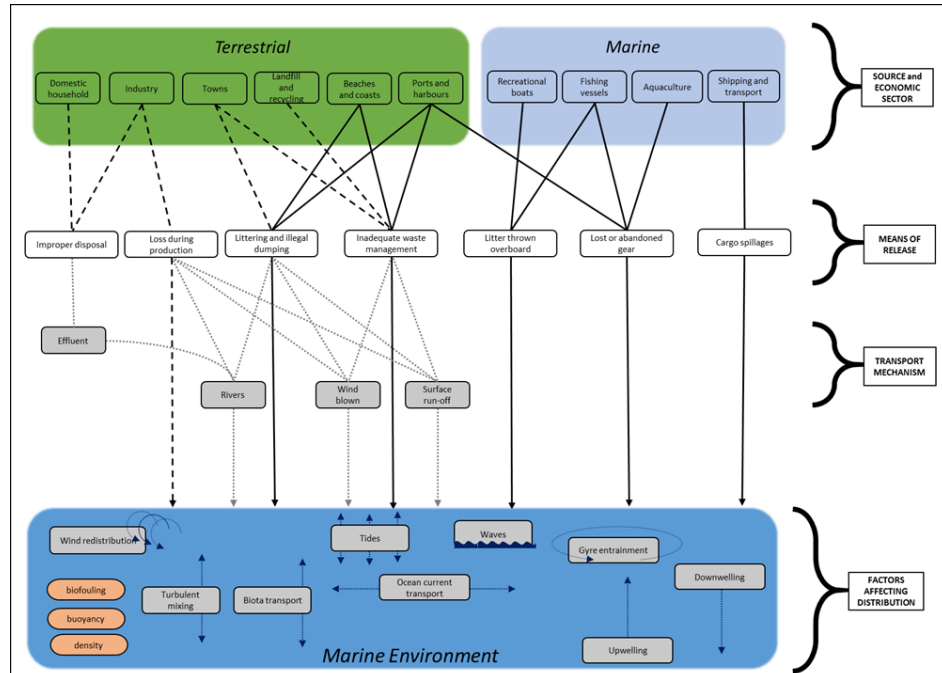 Terrestrial
Marine
Domestic
household
Industry
Towns
Landfill
and
recycling
Beaches
and coasts
Ports and
harbours
Recreational
boats
Fishing
vessels
Aquaculture
Shipping and
transport
SOURCE and
ECONOMIC
SECTOR
Improper disposal
Loss during
production
Littering and illegal
dumping
Inadequate waste
management
Litter thrown
overboard
Lost or abandoned
gear
Cargo spillages
MEANS OF
RELEASE
Effluent
Rivers
Wind
blown
Surface
run-off
TRANSPORT
MECHANISM
Wind redistribution
Tides
Waves
Gyre entrainment
biofouling
buoyancy
density
Turbulent
mixing
Biota transport
Ocean current
transport
Downwelling
Upwelling
Marine Environment
FACTORS
AFFECTING
DISTRIBUTION